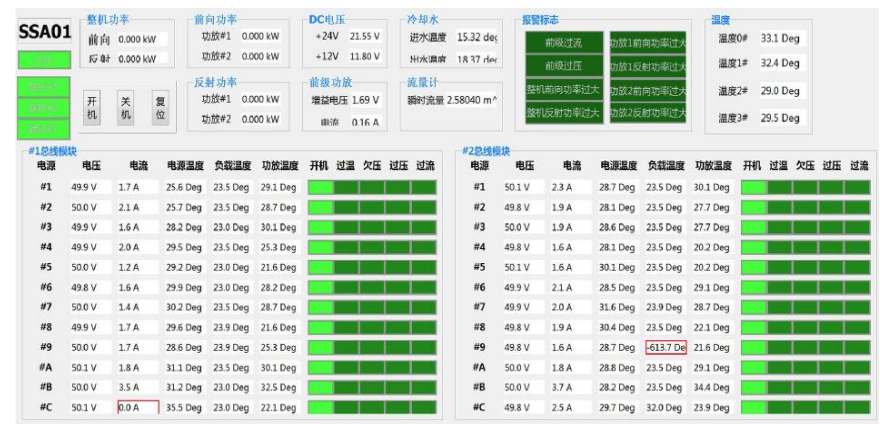 SSA01
整机功率
前向 0.000 kW
反射 0.000 kW
开机 关机 复位
前向功率
功放#1 0.000 kW
功放#2 0.000 kW
反射功率
功放#1 0.000 kW
功放#2 0.000 kW
DC电压
+24V 21.55 V
+12V 11.80 V
前级功放
增益电压 1.69 V
电流 0.16 A
冷却水
进水温度 15.32 deg
出水温度 18.37 deg
流量计
瞬时流量 2.58040 m^
报警标志
前级过流 功放1前向功率过大
前级过压 功放1反射功率过大
整机前向功率过大 功放2前向功率过大
整机反射功率过大 功放2反射功率过大
温度
温度0# 33.1 Deg
温度1# 32.4 Deg
温度2# 29.0 Deg
温度3# 29.5 Deg
#1总线模块
电源 电压 电流 电源温度 负载温度 功放温度 开机 过温 欠压 过压 过流
#1 49.9 V 1.7 A 25.6 Deg 23.5 Deg 29.1 Deg
#2 50.0 V 2.1 A 25.7 Deg 23.5 Deg 28.7 Deg
#3 49.9 V 1.6 A 28.2 Deg 23.0 Deg 30.1 Deg
#4 49.9 V 2.0 A 29.5 Deg 23.5 Deg 25.3 Deg
#5 50.0 V 1.2 A 29.2 Deg 23.0 Deg 21.6 Deg
#6 49.8 V 1.6 A 29.9 Deg 23.0 Deg 28.2 Deg
#7 50.0 V 1.4 A 30.2 Deg 23.5 Deg 28.7 Deg
#8 49.9 V 1.7 A 29.6 Deg 23.9 Deg 21.6 Deg
#9 50.0 V 1.7 A 28.6 Deg 23.9 Deg 25.3 Deg
#A 50.1 V 1.8 A 31.1 Deg 23.5 Deg 30.1 Deg
#B 50.0 V 3.5 A 31.2 Deg 23.0 Deg 32.5 Deg
#C 50.1 V 0.0 A 35.5 Deg 23.0 Deg 22.1 Deg
#2总线模块
电源 电压 电流 电源温度 负载温度 功放温度 开机 过温 欠压 过压 过流
#1 50.1 V 2.3 A 28.7 Deg 23.5 Deg 30.1 Deg
#2 49.8 V 1.9 A 28.1 Deg 23.5 Deg 27.7 Deg
#3 50.0 V 1.9 A 28.6 Deg 23.5 Deg 27.7 Deg
#4 49.8 V 1.6 A 28.1 Deg 23.5 Deg 20.2 Deg
#5 50.1 V 1.6 A 30.1 Deg 23.5 Deg 20.2 Deg
#6 49.9 V 2.1 A 28.5 Deg 23.5 Deg 29.1 Deg
#7 49.9 V 2.0 A 31.6 Deg 23.9 Deg 28.7 Deg
#8 49.8 V 1.9 A 30.4 Deg 23.5 Deg 22.1 Deg
#9 49.8 V 1.6 A 28.7 Deg -613.7 De 21.6 Deg
#A 50.0 V 1.8 A 28.8 Deg 23.5 Deg 29.1 Deg
#B 50.0 V 3.7 A 28.2 Deg 23.5 Deg 34.4 Deg
#C 49.8 V 2.5 A 29.7 Deg 32.0 Deg 23.9 Deg